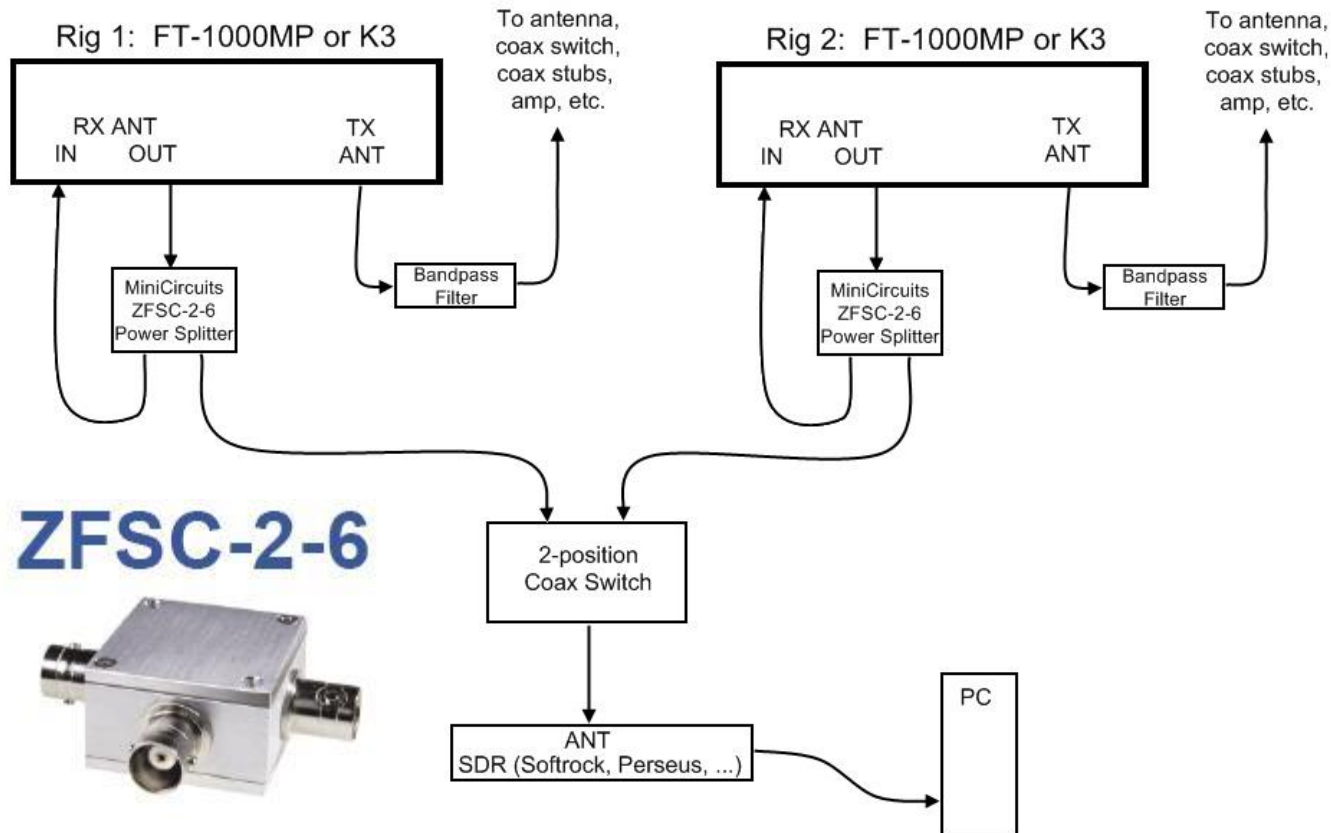 Rig 1:  FT-1000MP or K3
RX ANT
IN OUT
TX
ANT
To antenna,
coax switch,
coax stubs,
amp, etc.
MiniCircuits
ZFSC-2-6
Power Splitter
Bandpass
Filter
Rig 2:  FT-1000MP or K3
RX ANT
IN OUT
TX
ANT
To antenna,
coax switch,
coax stubs,
amp, etc.
MiniCircuits
ZFSC-2-6
Power Splitter
Bandpass
Filter
ZFSC-2-6
2-position
Coax Switch
ANT
SDR (Softrock, Perseus, ...)
PC